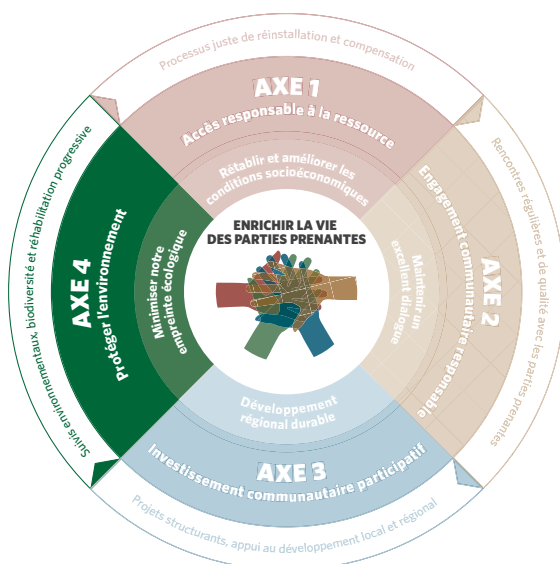 Processus juste de réinstallation et compensation
AXE 1
Accès responsable à la ressource
Rétablir et améliorer les
conditions socioéconomiques
Rencontres régulières et de qualité avec les parties prenantes
AXE 2
Engagement communautaire responsable
Maintenir un
excellent dialogue
ENRICHIR LA VIE
DES PARTIES PRENANTES
Développement
régional durable
AXE 3
Investissement communautaire participatif
Projets structurants, appui au développement local et régional
Suivis environnementaux, biodiversité et réhabilitation progressive
AXE 4
Protéger l'environnement
Minimiser notre
empreinte écologique